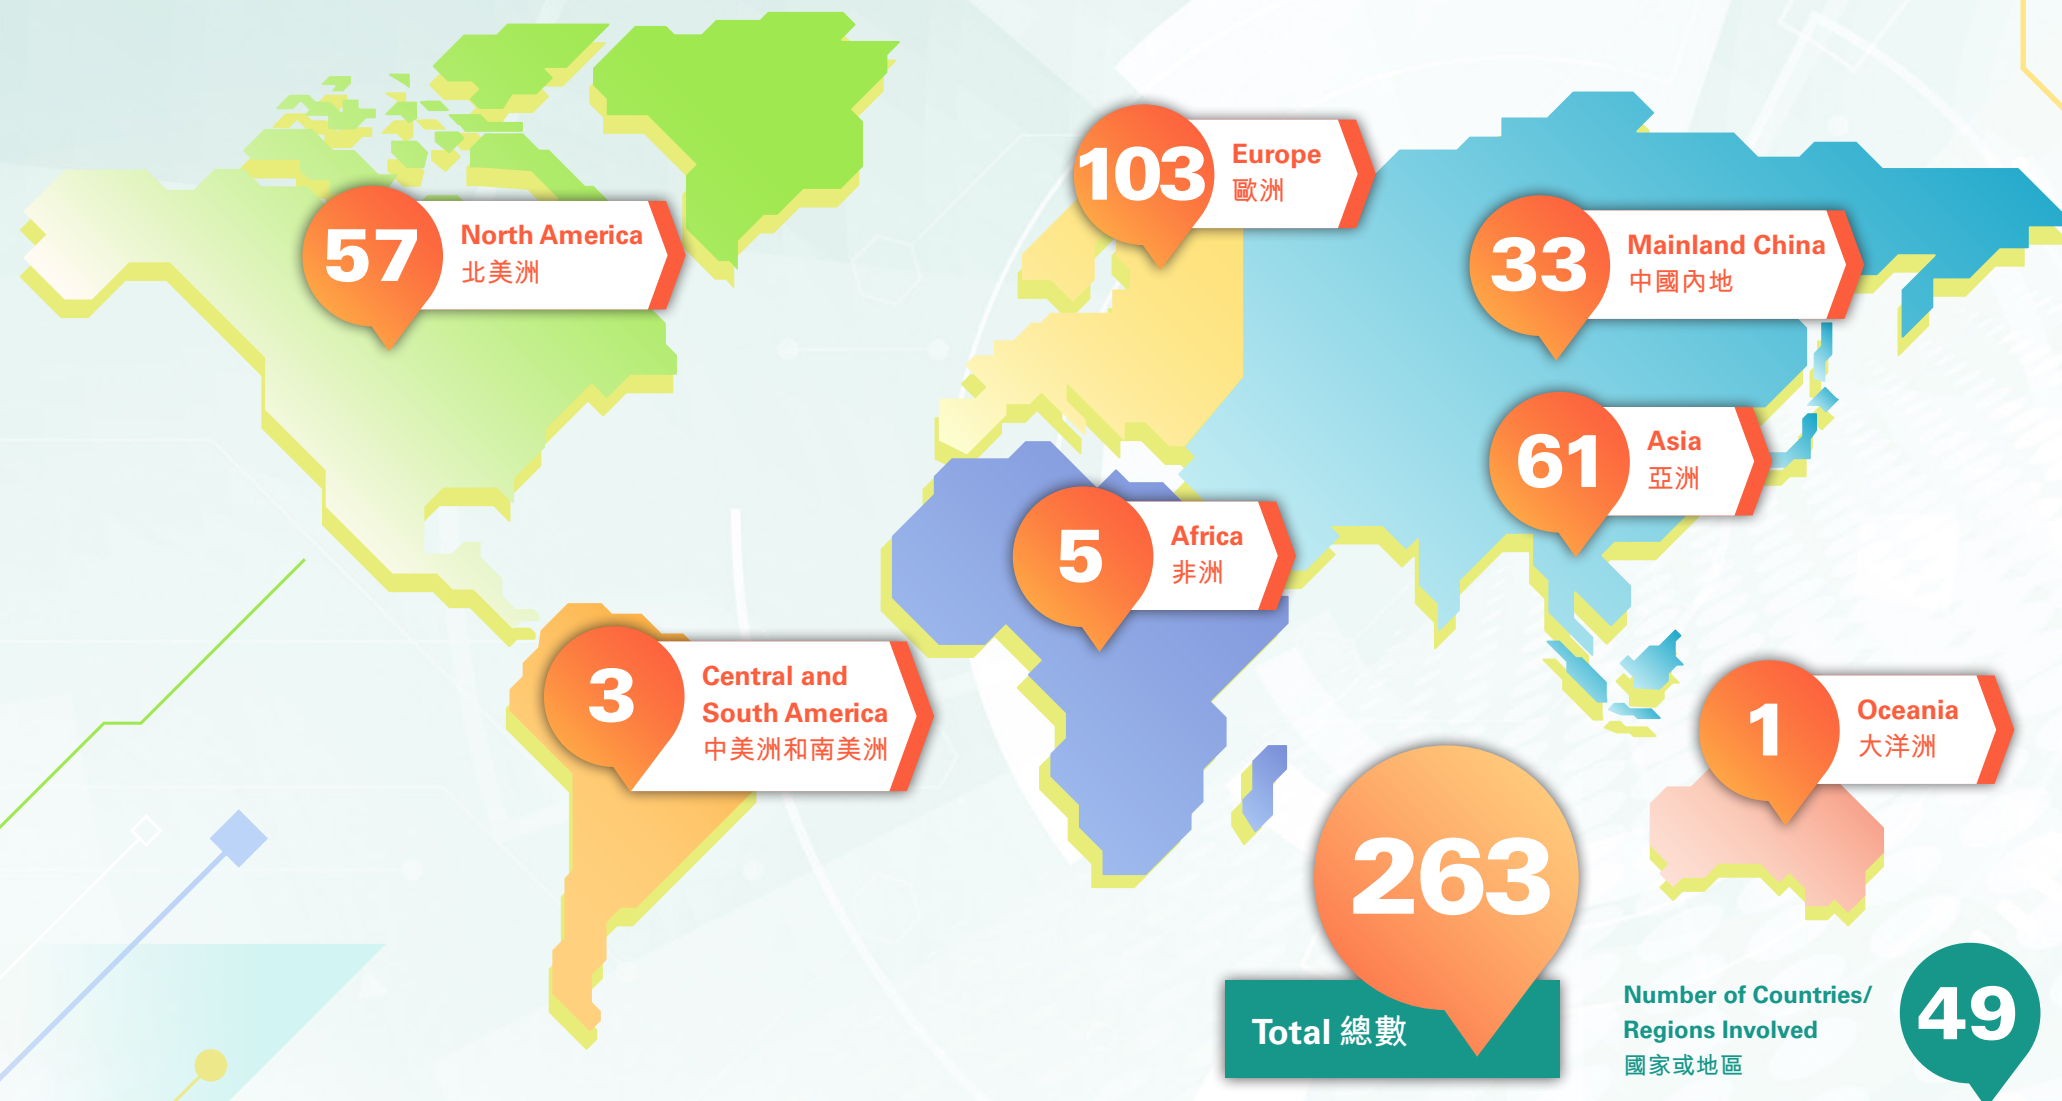 103
Europe
歐洲
57
North America
北美洲
33
Mainland China
中國內地
61
Asia
亞洲
5
Africa
非洲
3
Central and
South America
中美洲和南美洲
1
Oceania
大洋洲
263
Total 總數
Number of Countries/
Regions Involved
國家或地區
49